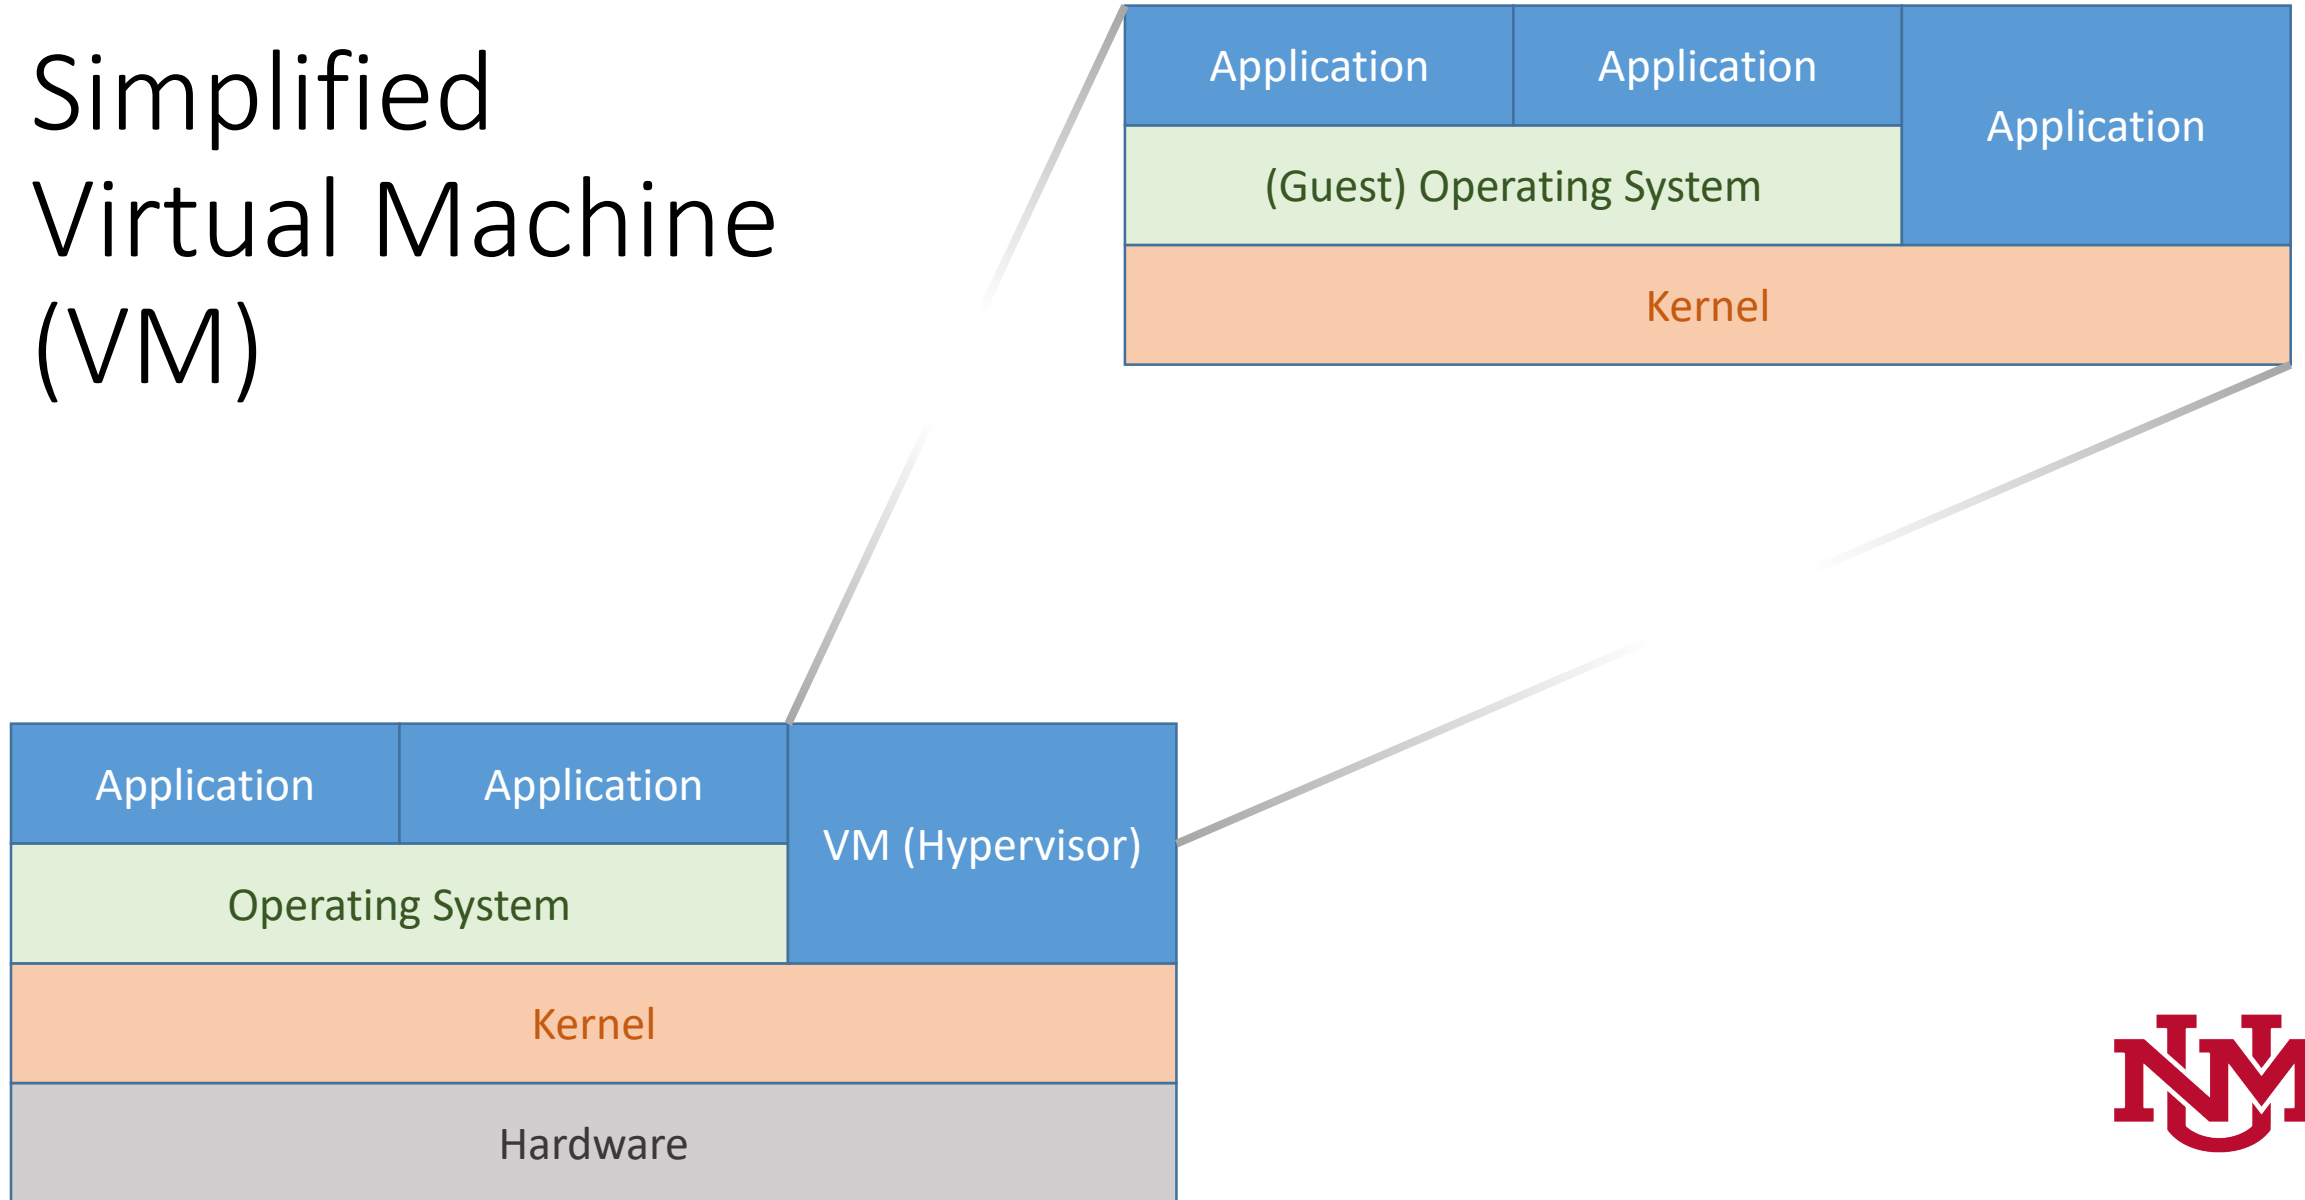 Simplified
Virtual Machine
(VM)
Application
Application
Application
(Guest) Operating System
Kernel
Application
Application
VM (Hypervisor)
Operating System
Kernel
Hardware
UNM